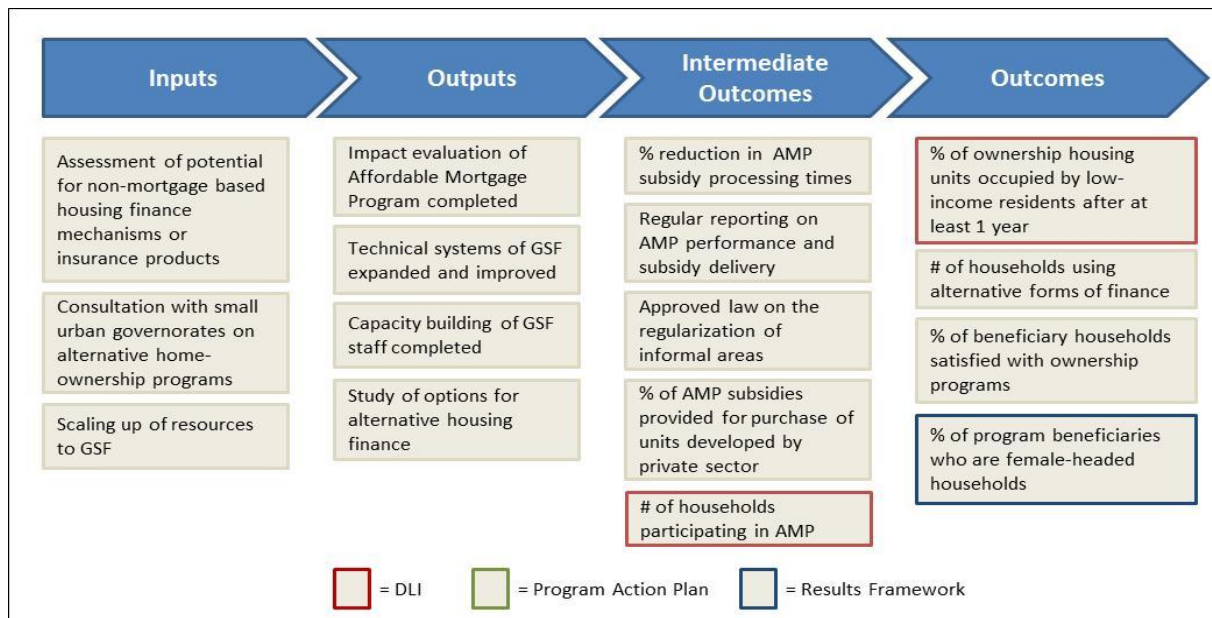 Inputs
Outputs
Intermediate
Outcomes
Outcomes
Assessment of potential
for non-mortgage based
housing finance
mechanisms or
insurance products
Consultation with small
urban governorates on
alternative home-
ownership programs
Scaling up of resources
to GSF
Impact evaluation of
Affordable Mortgage
Program completed
Technical systems of GSF
expanded and improved
Capacity building of GSF
staff completed
Study of options for
alternative housing
finance
% reduction in AMP
subsidy processing times
Regular reporting on
AMP performance and
subsidy delivery
Approved law on the
regularization of
informal areas
% of AMP subsidies
provided for purchase of
units developed by
private sector
# of households
participating in AMP
% of ownership housing
units occupied by low-
income residents after at
least 1 year
# of households using
alternative forms of finance
% of beneficiary households
satisfied with ownership
programs
% of program beneficiaries
who are female-headed
households
= DLI
= Program Action Plan
= Results Framework